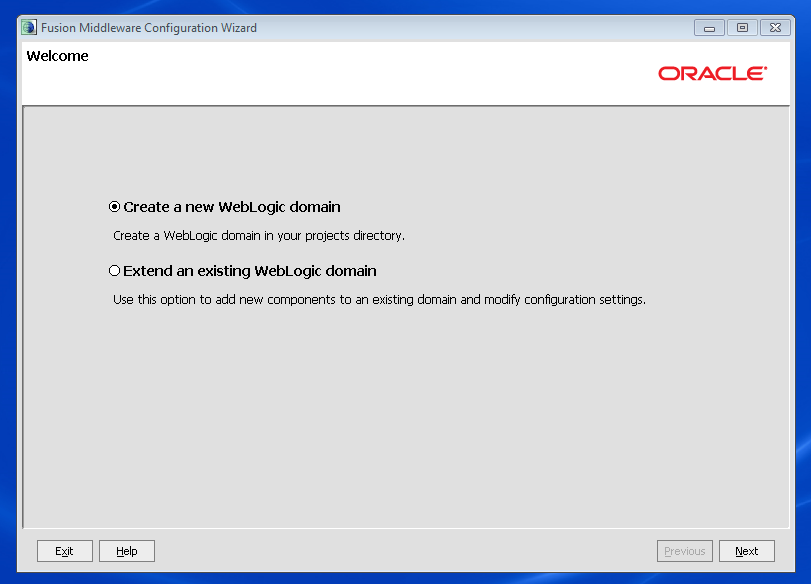 Fusion Middleware Configuration Wizard
Welcome
ORACLE
Create a new WebLogic domain
Create a WebLogic domain in your projects directory.
Extend an existing WebLogic domain
Use this option to add new components to an existing domain and modify configuration settings.
Exit Help Previous Next